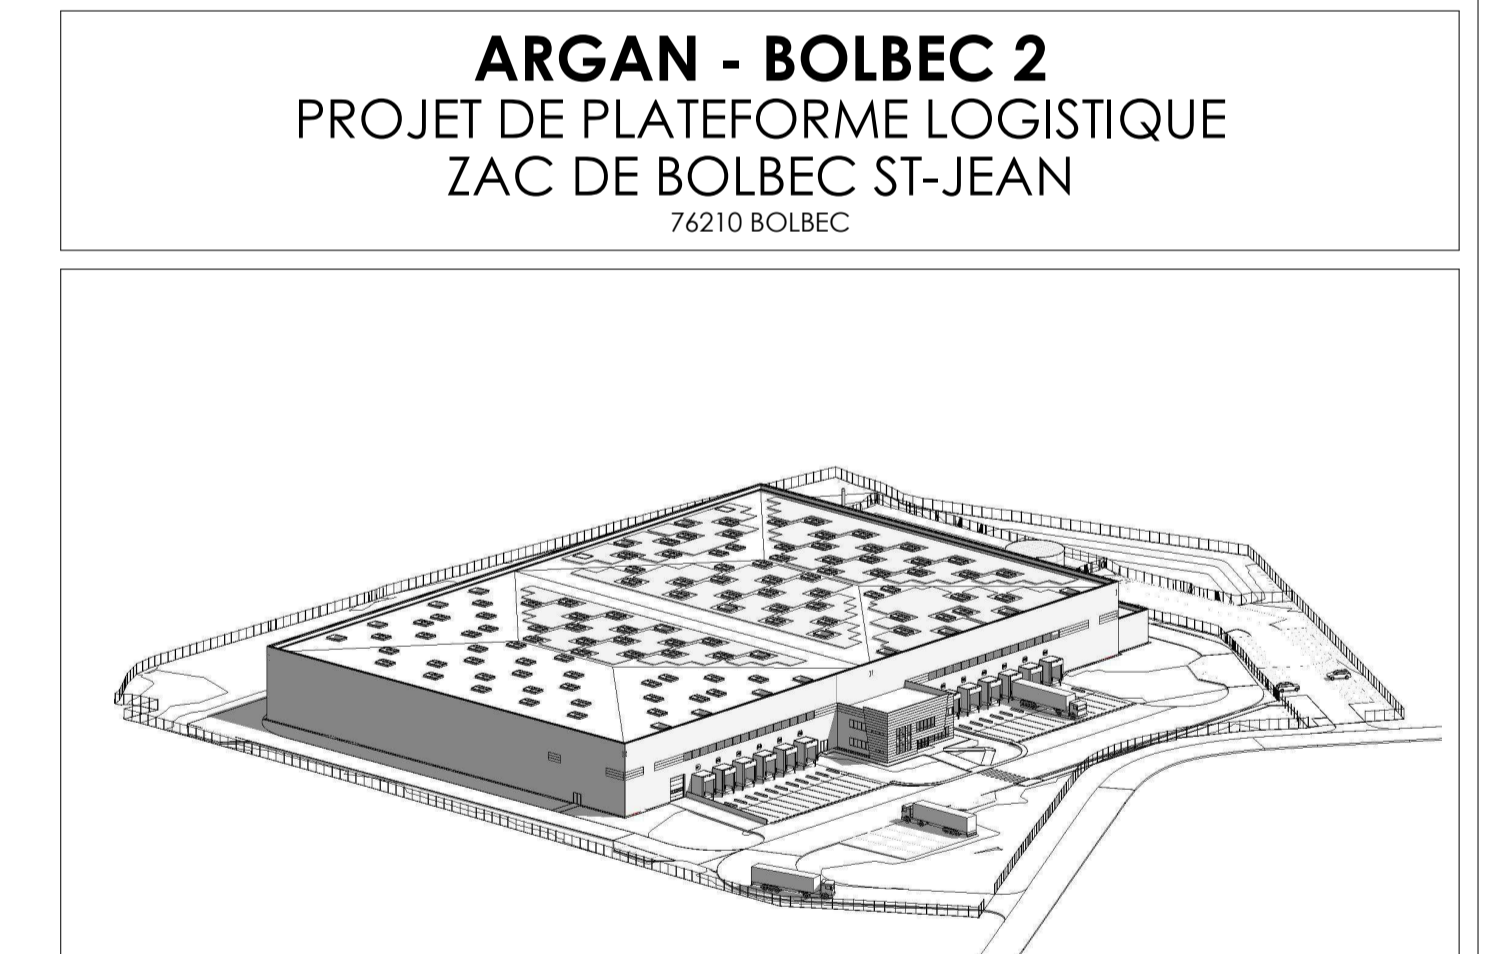 ARGAN - BOLBEC 2
PROJET DE PLATEFORME LOGISTIQUE
ZAC DE BOLBEC ST-JEAN
76210 BOLBEC